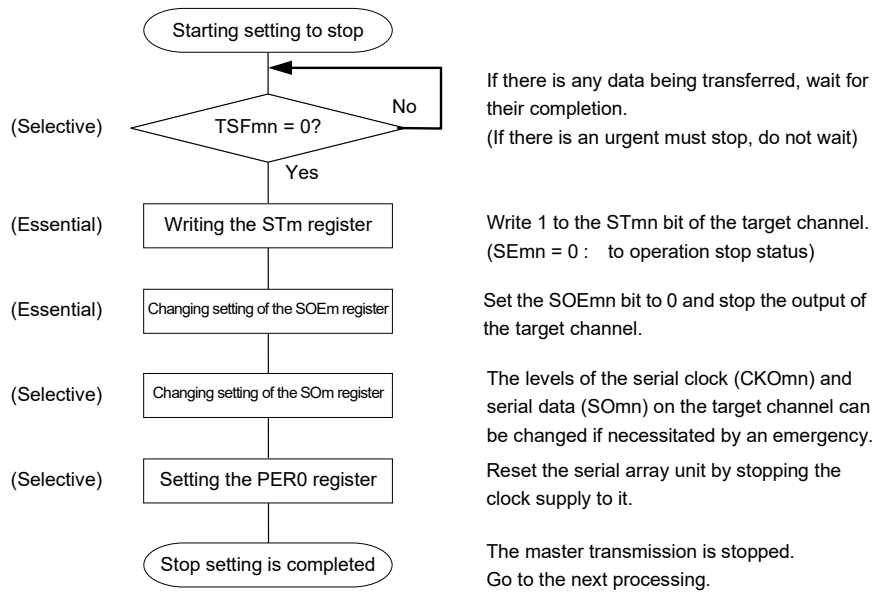 Starting setting to stop
No
(Selective)
TSFmn = 0?
If there is any data being transferred, wait for
their completion.
(If there is an urgent must stop, do not wait)
Yes
(Essential)
Writing the STm register
Write 1 to the STmn bit of the target channel.
(SEmn = 0 : to operation stop status)
(Essential)
Changing setting of the SOEm register
Set the SOEmn bit to 0 and stop the output of
the target channel.
(Selective)
Changing setting of the SOm register
The levels of the serial clock (CKOmn) and
serial data (SOmn) on the target channel can
be changed if necessitated by an emergency.
(Selective)
Setting the PER0 register
Reset the serial array unit by stopping the
clock supply to it.
Stop setting is completed
The master transmission is stopped.
Go to the next processing.